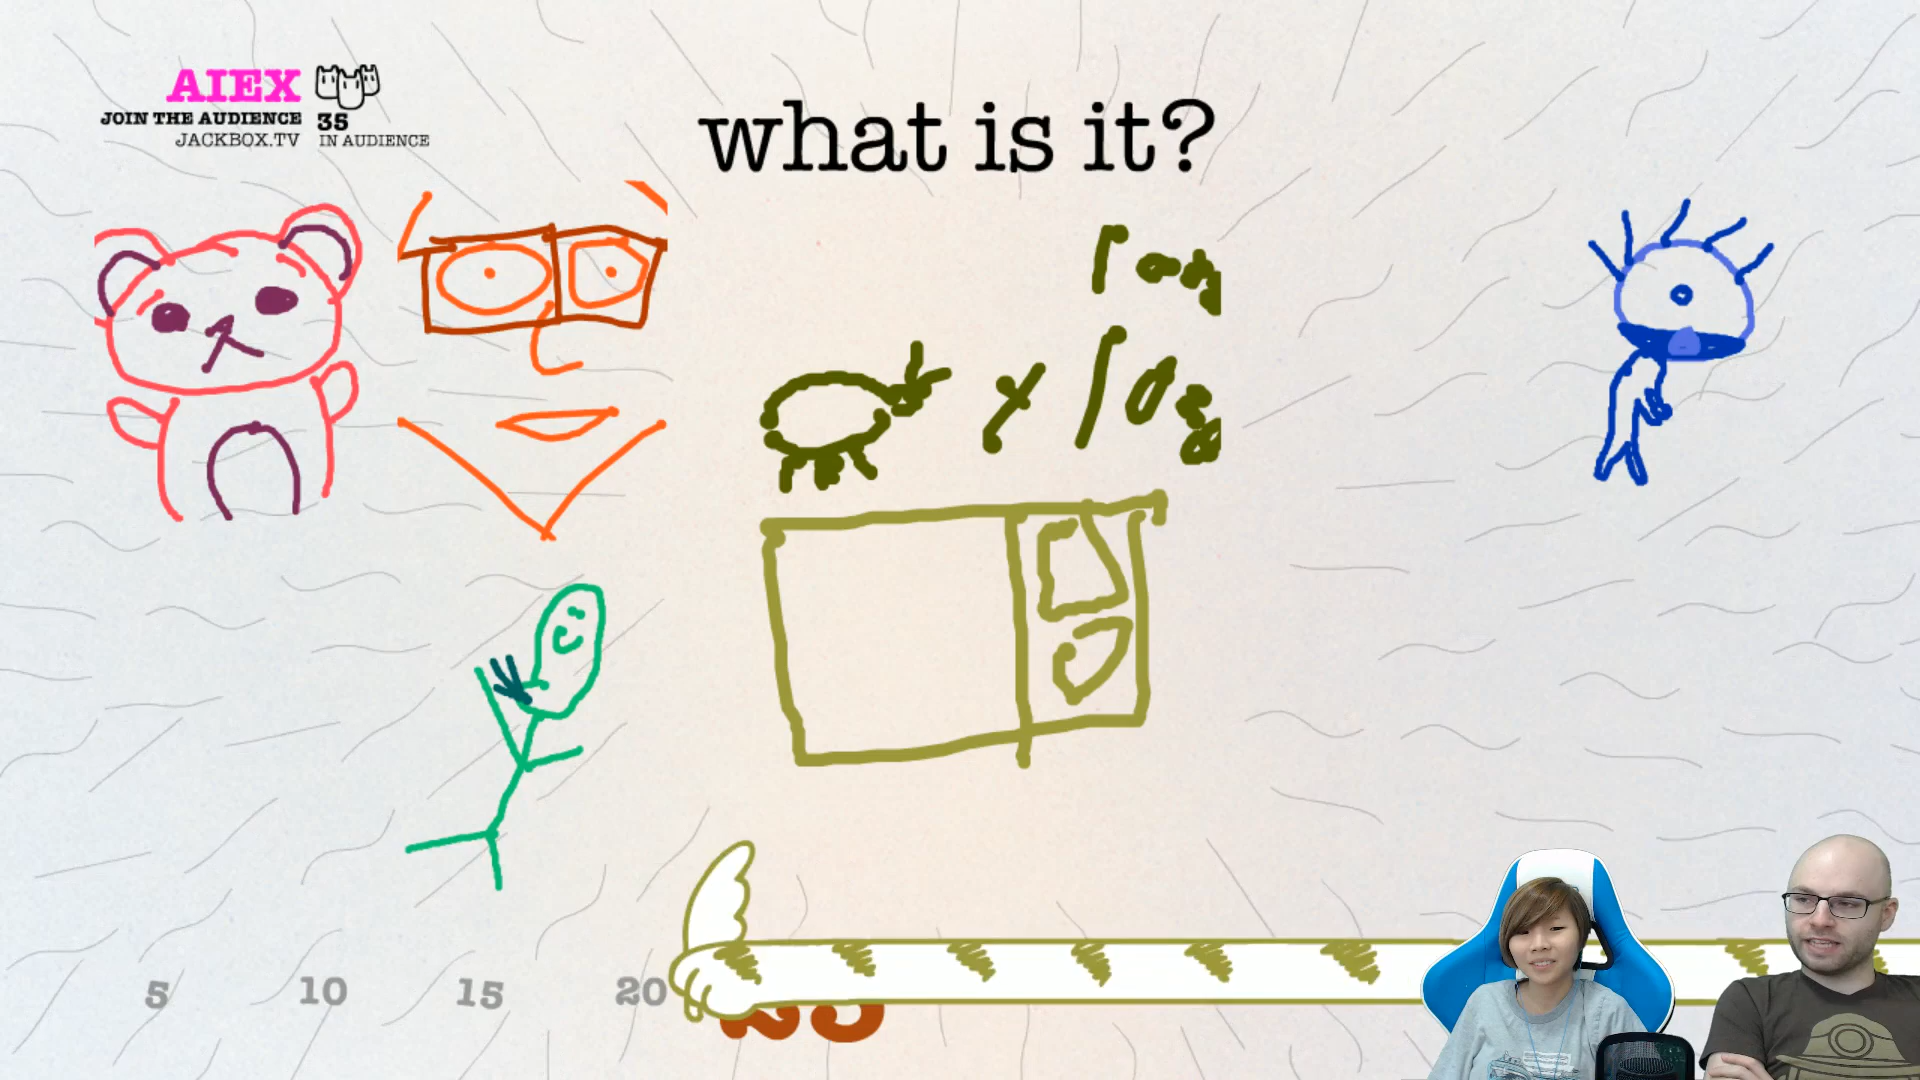 AIEX
JOIN THE AUDIENCE
JACKBOX.TV
35
IN AUDIENCE
what is it?
5
10
15
20